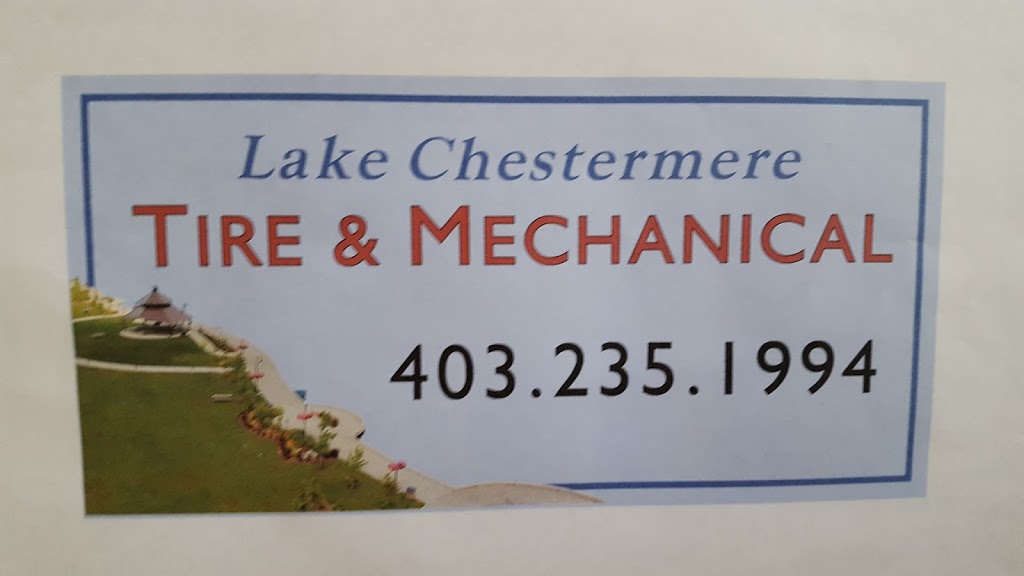 Lake Chestermere
TIRE & MECHANICAL
403.235.1994